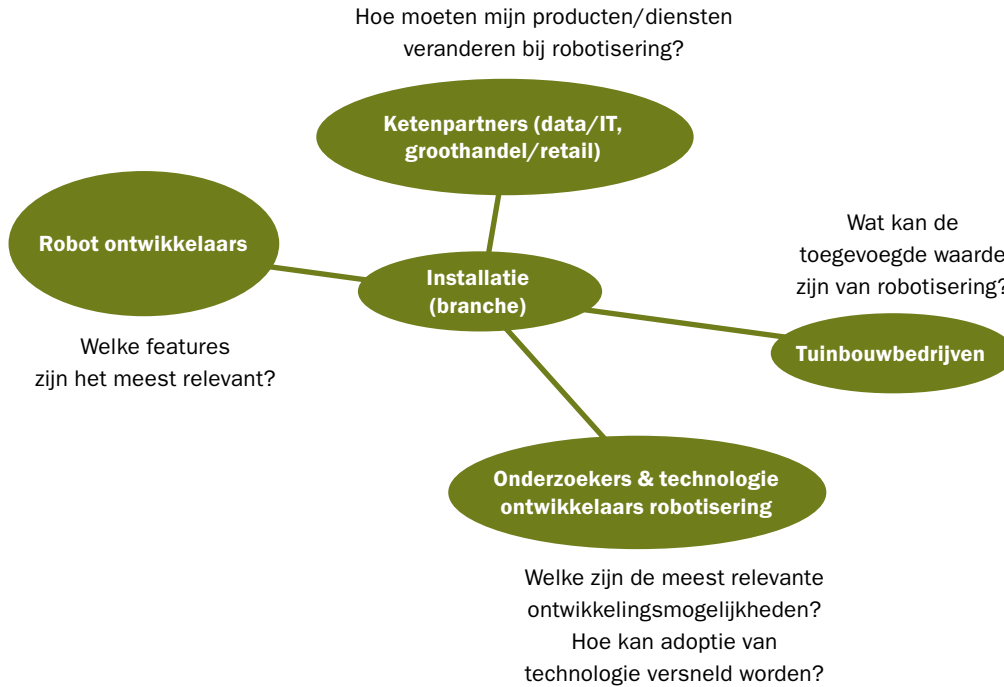 Hoe moeten mijn producten/diensten
veranderen bij robotisering?
Ketenpartners (data/IT,
groothandel/retail)
Robot ontwikkelaars
Welke features
zijn het meest relevant?
Installatie
(branche)
Wat kan de
toegevoegde waarde
zijn van robotisering?
Tuinbouwbedrijven
Onderzoekers & technologie
ontwikkelaars robotisering
Welke zijn de meest relevante
ontwikkelingsmogelijkheden?
Hoe kan adoptie van
technologie versneld worden?